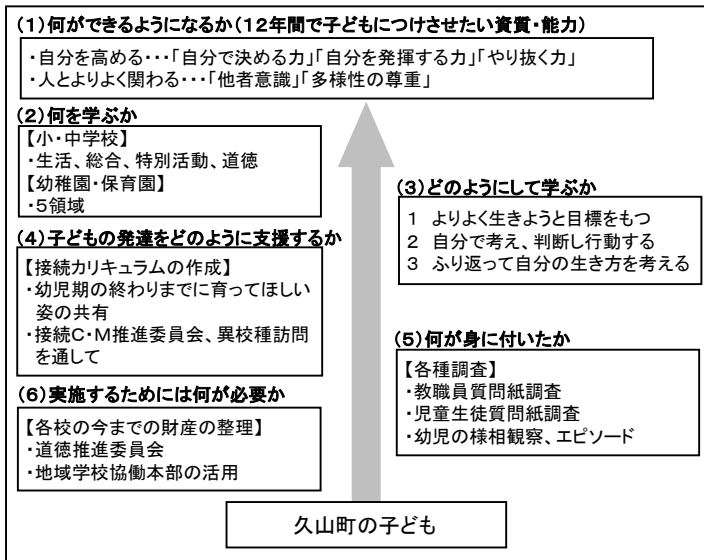 (1)何ができるようになるか(12年間で子どもにつけさせたい資質・能力)
・自分を高める・・・「自分で決める力」「自分を発揮する力」「やり抜く力」
・人とよりよく関わる・・・「他者意識」「多様性の尊重」
(2)何を学ぶか
【小・中学校】
・生活、総合、特別活動、道徳
【幼稚園・保育園】
・5領域
(3)どのようにして学ぶか
1 よりよく生きようと目標をもつ
2 自分で考え、判断し行動する
3 ふり返って自分の生き方を考える
(4)子どもの発達をどのように支援するか
【接続カリキュラムの作成】
・幼児期の終わりまでに育ってほしい
姿の共有
・接続C・M推進委員会、異校種訪問
を通して
(5)何が身に付いたか
【各種調査】
・教職員質問紙調査
・児童生徒質問紙調査
・幼児の様相観察、エピソード
(6)実施するためには何が必要か
【各校の今までの財産の整理】
・道徳推進委員会
・地域学校協働本部の活用
久山町の子ども